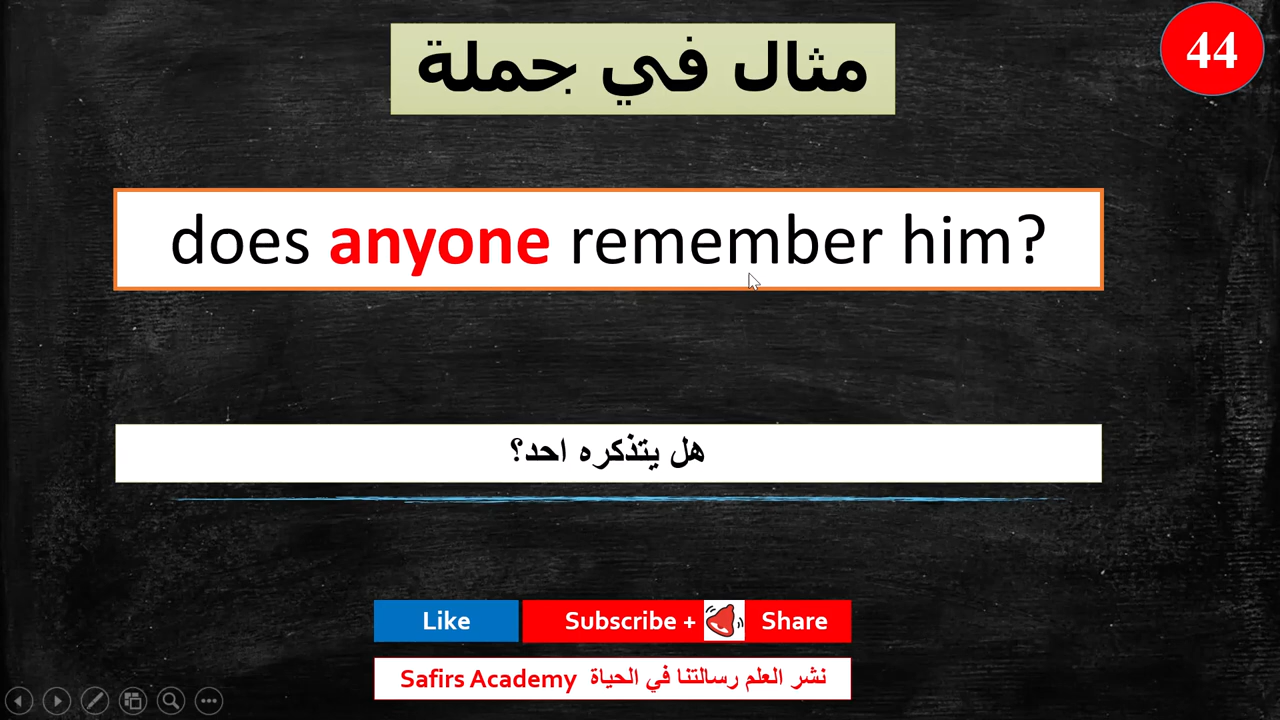 مثال في جملة
44
does anyone remember him?
هل يتذكره احد؟
Like
Subscribe + Share
نشر العلم رسالتنا في الحياة Safirs Academy